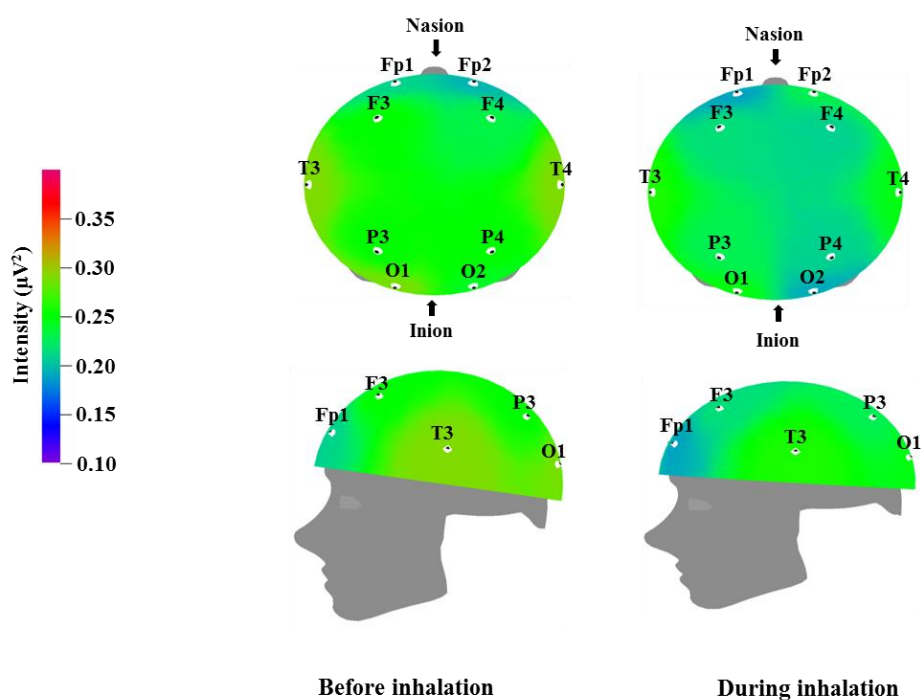 Nasion
Fp1 Fp2
F3 F4
T3 T4
P3 P4
O1 O2
Inion
Nasion
Fp1 Fp2
F3 F4
T3 T4
P3 P4
O1 O2
Inion
Intensity (μV²)
0.35
0.30
0.25
0.20
0.15
0.10
F3
Fp1
T3
P3
O1
F3
Fp1
T3
P3
O1
Before inhalation
During inhalation